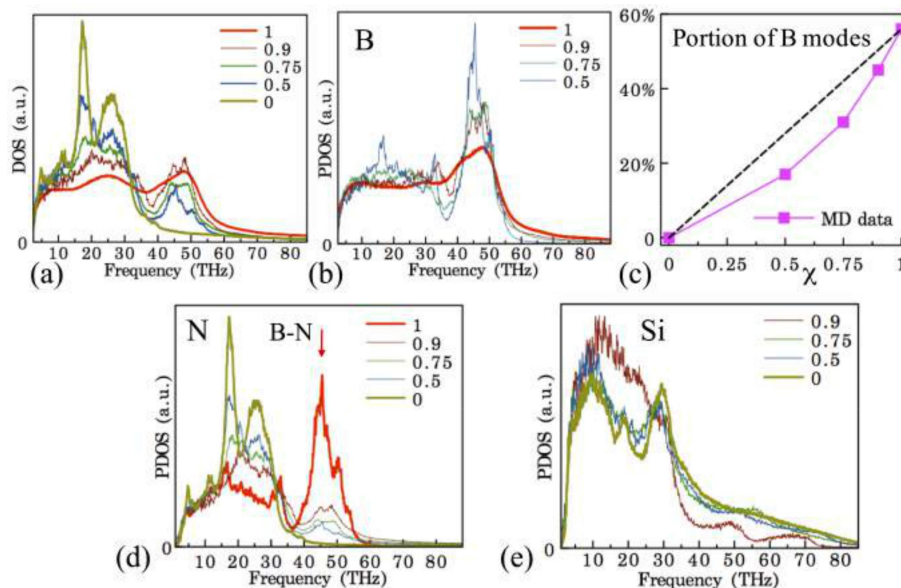 1
0.9
0.75
0.5
0
DOS (a.u.)
0
10 20 30 40 50 60 70 80
Frequency (THz)
(a)
B
1
0.9
0.75
0.5
0
PDOS (a.u.)
0
10 20 30 40 50 60 70 80
Frequency (THz)
(b)
60%
Portion of B modes
40%
20%
0
MD data
0 0.25 0.5 0.75 1
χ
(c)
N
B-N
1
0.9
0.75
0.5
0
PDOS (a.u.)
0
10 20 30 40 50 60 70 80
Frequency (THz)
(d)
Si
0.9
0.75
0.5
0
PDOS (a.u.)
0
10 20 30 40 50 60 70 80
Frequency (THz)
(e)